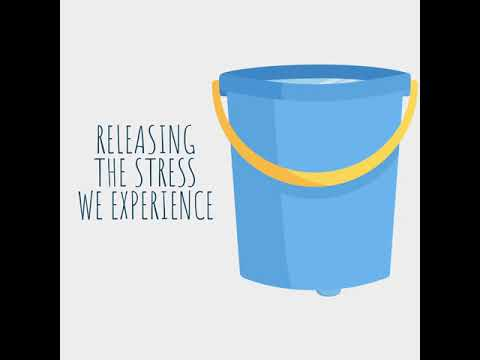 RELEASING
THE STRESS
WE EXPERIENCE